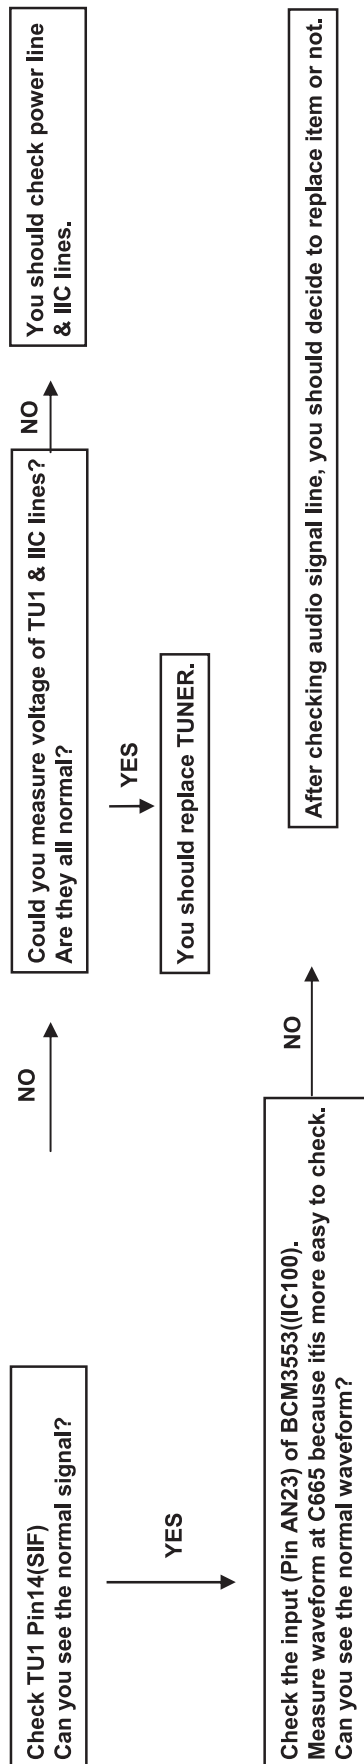 Check TU1 Pin14(SIF)
Can you see the normal signal?
NO
Could you measure voltage of TU1 & IIC lines?
Are they all normal?
NO
You should check power line
& IIC lines.
YES
You should replace TUNER.
YES
Check the input (Pin AN23) of BCM3553((IC100).
Measure waveform at C665 because itís more easy to check.
Can you see the normal waveform?
NO
After checking audio signal line, you should decide to replace item or not.